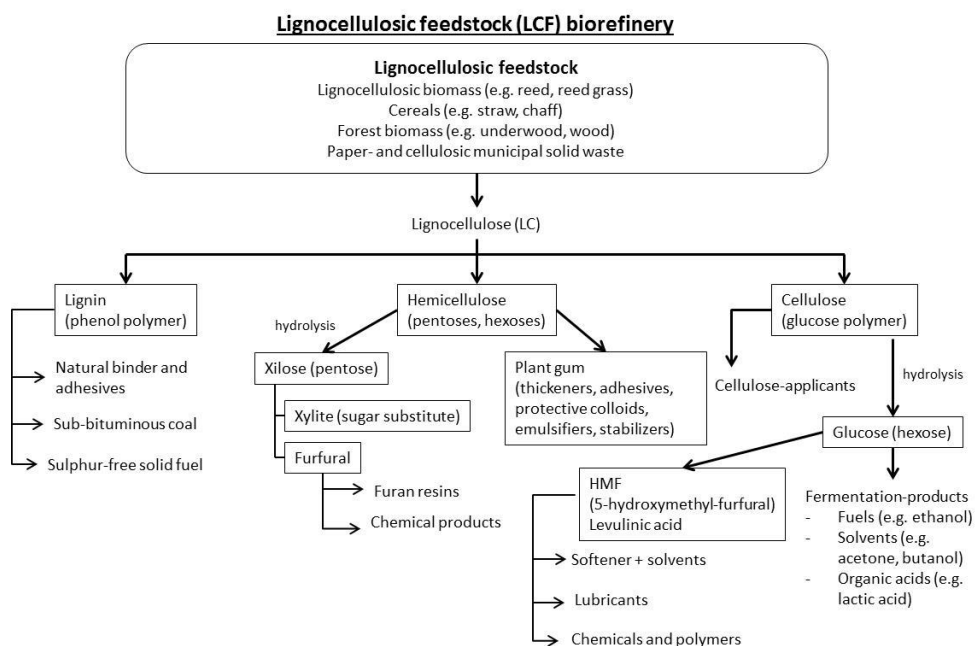 Lignocellulosic feedstock (LCF) biorefinery
Lignocellulosic feedstock
Lignocellulosic biomass (e.g. reed, reed grass)
Cereals (e.g. straw, chaff)
Forest biomass (e.g. underwood, wood)
Paper- and cellulosic municipal solid waste
Lignocellulose (LC)
Lignin
(phenol polymer)
Natural binder and
adhesives
Sub-bituminous coal
Sulphur-free solid fuel
Hemicellulose
(pentoses, hexoses)
hydrolysis
Xilose (pentose)
Xylite (sugar substitute)
Furfural
Furan resins
Chemical products
Plant gum
(thickeners, adhesives,
protective colloids,
emulsifiers, stabilizers)
Cellulose
(glucose polymer)
Cellulose-applicants
hydrolysis
Glucose (hexose)
HMF
(5-hydroxymethyl-furfural)
Levulinic acid
Softener + solvents
Lubricants
Chemicals and polymers
Fermentation-products
- Fuels (e.g. ethanol)
- Solvents (e.g.
acetone, butanol)
- Organic acids (e.g.
lactic acid)